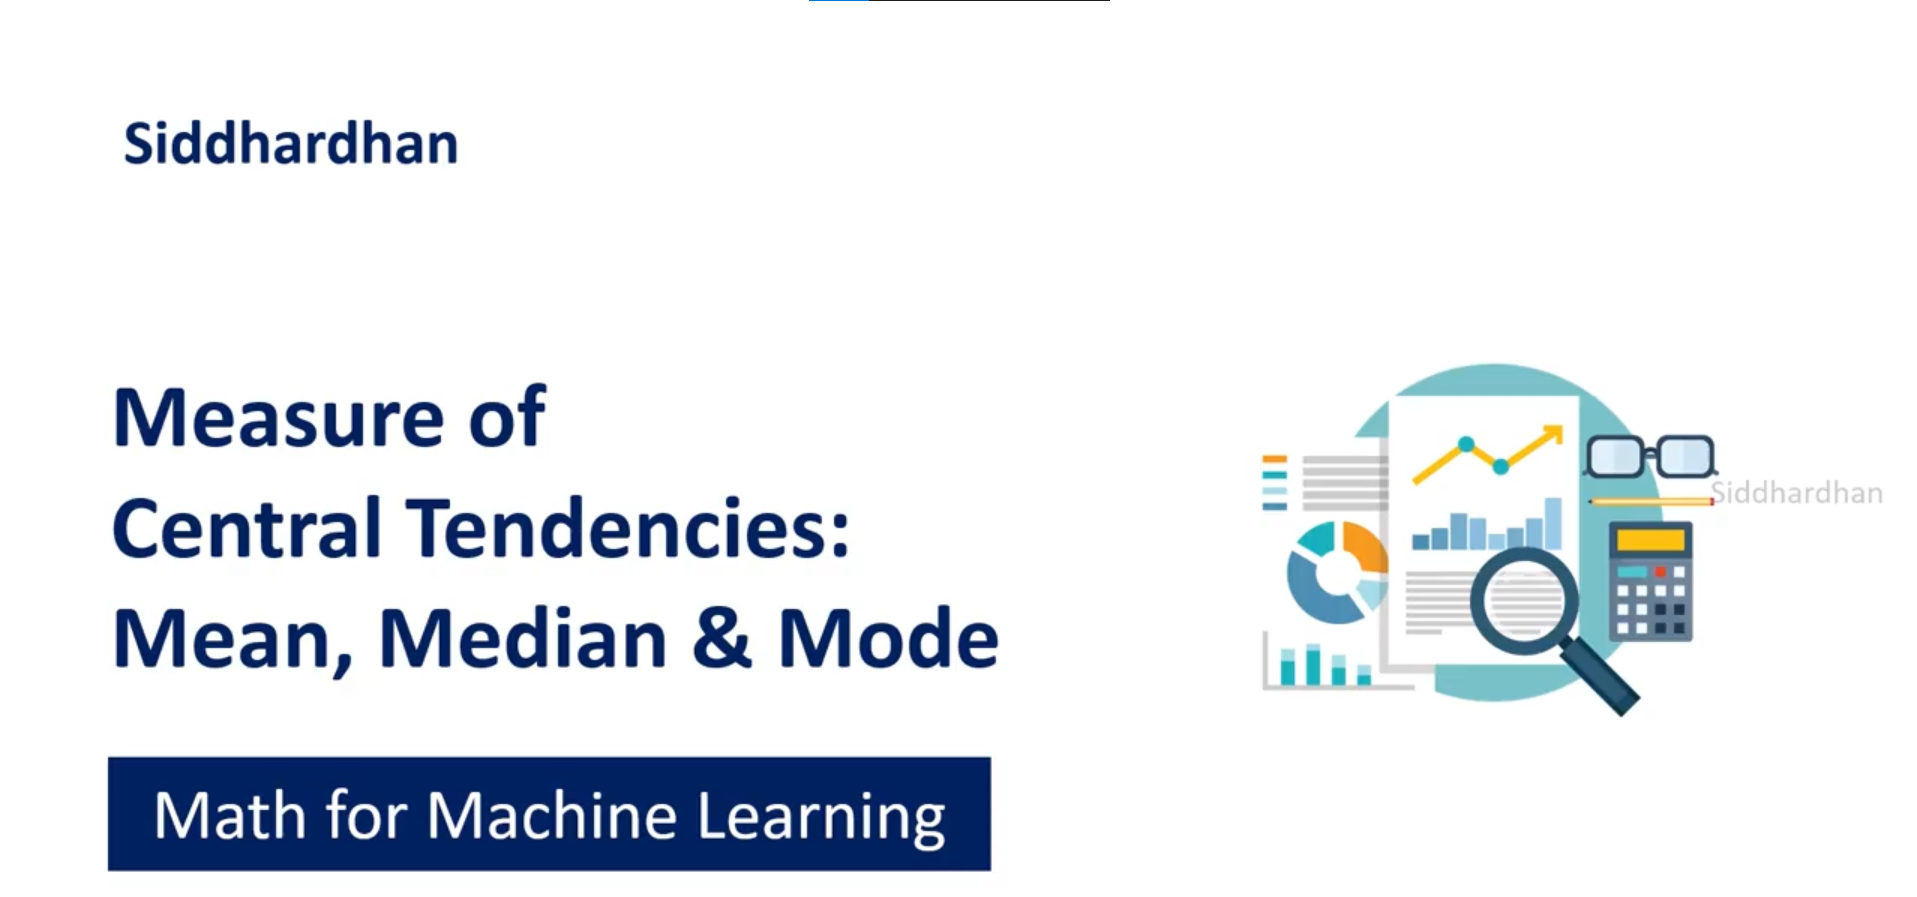 Siddhardhan
Measure of
Central Tendencies:
Mean, Median & Mode
Siddhardhan
Math for Machine Learning